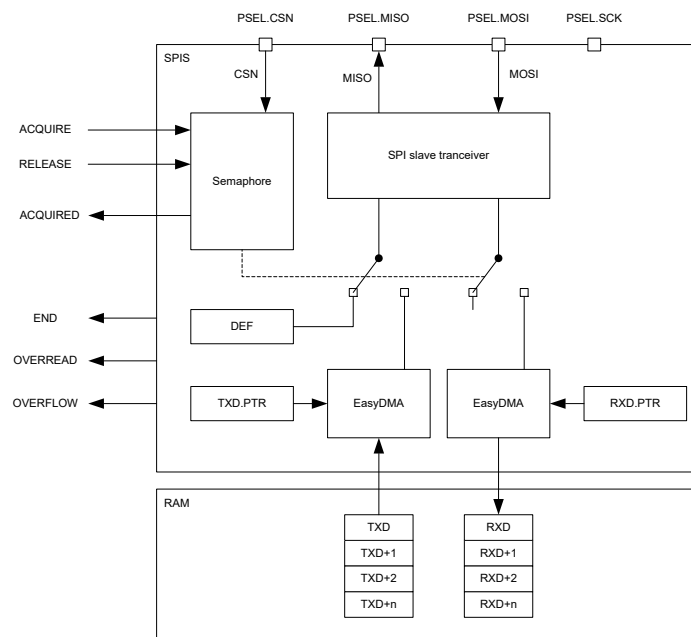 PSEL.CSN PSEL.MISO PSEL.MOSI PSEL.SCK
SPIS
CSN MISO MOSI
ACQUIRE
SPI slave tranceiver
RELEASE
Semaphore
ACQUIRED
END
DEF
OVERREAD
OVERFLOW
TXD.PTR EasyDMA EasyDMA RXD.PTR
RAM
TXD RXD
TXD+1 RXD+1
TXD+2 RXD+2
TXD+n RXD+n